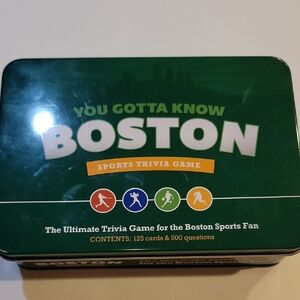 YOU GOTTA KNOW
BOSTON
SPORTS TRIVIA GAME
The Ultimate Trivia Game for the Boston Sports Fan
CONTENTS: 125 cards & 500 questions
BOSTON